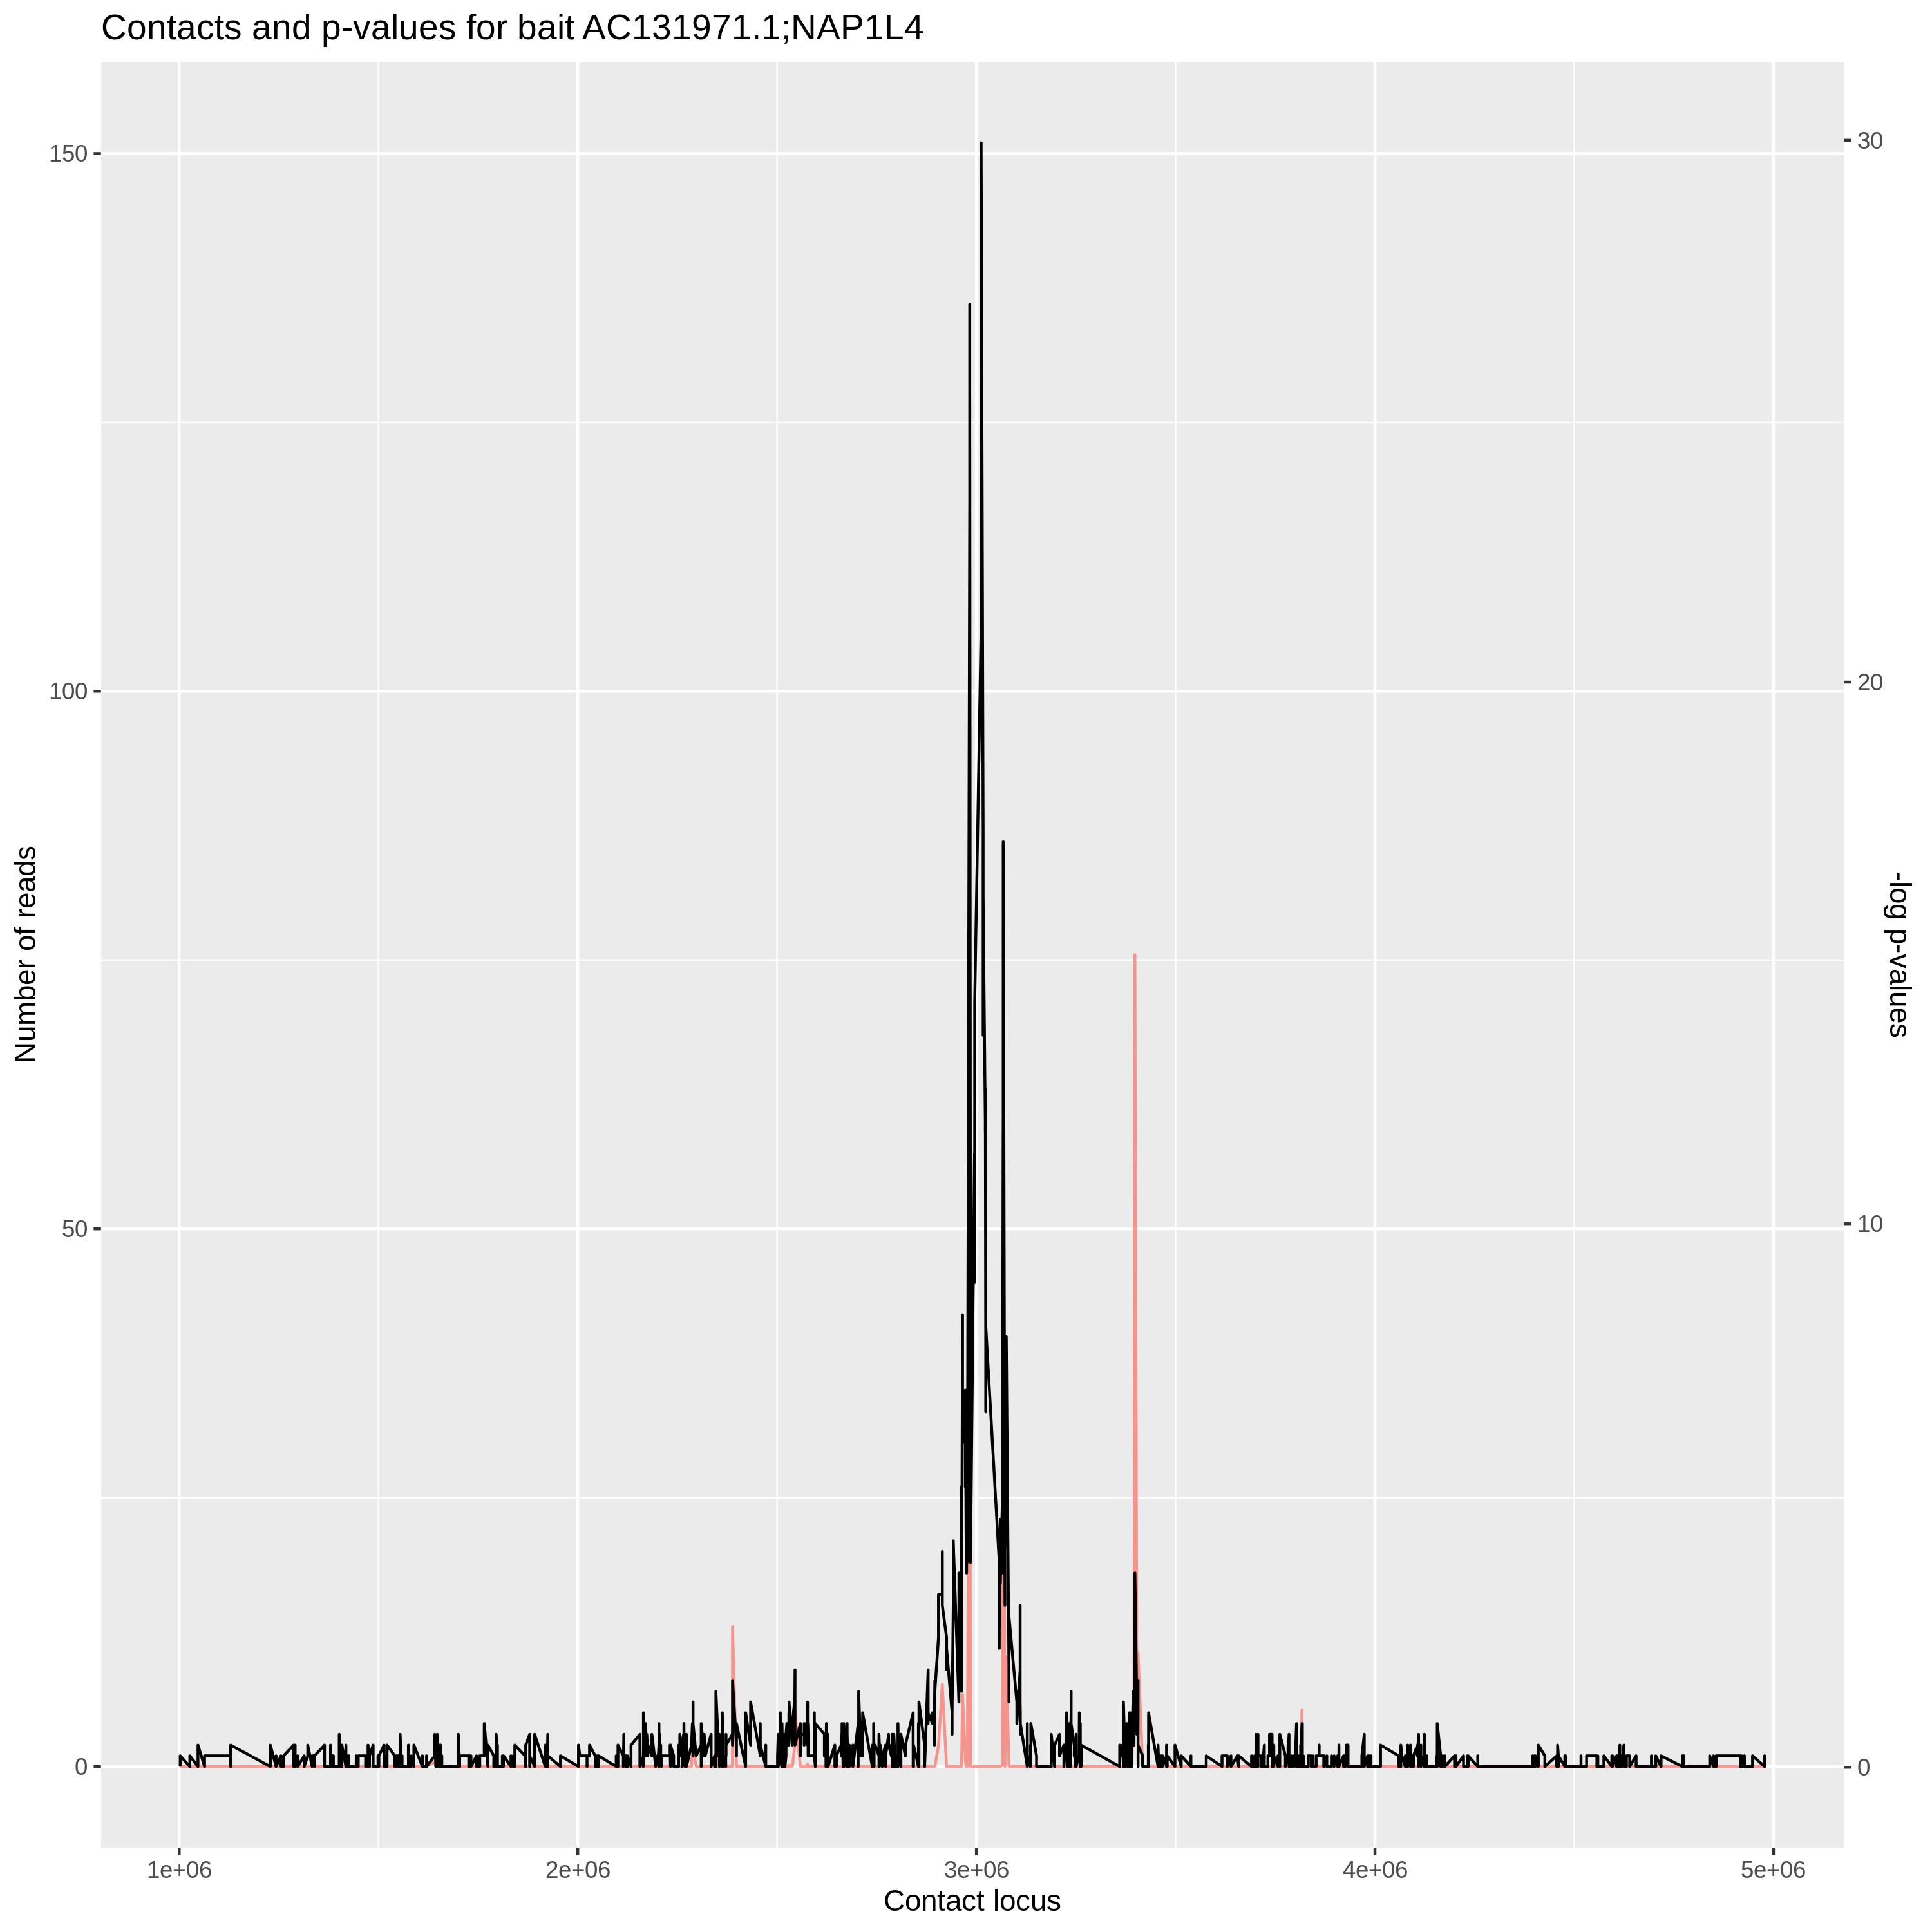 Contacts and p-values for bait AC131971.1;NAP1L4
150
100
50
0
Number of reads
30
20
10
0
-log p-values
1e+06 2e+06 3e+06 4e+06 5e+06
Contact locus